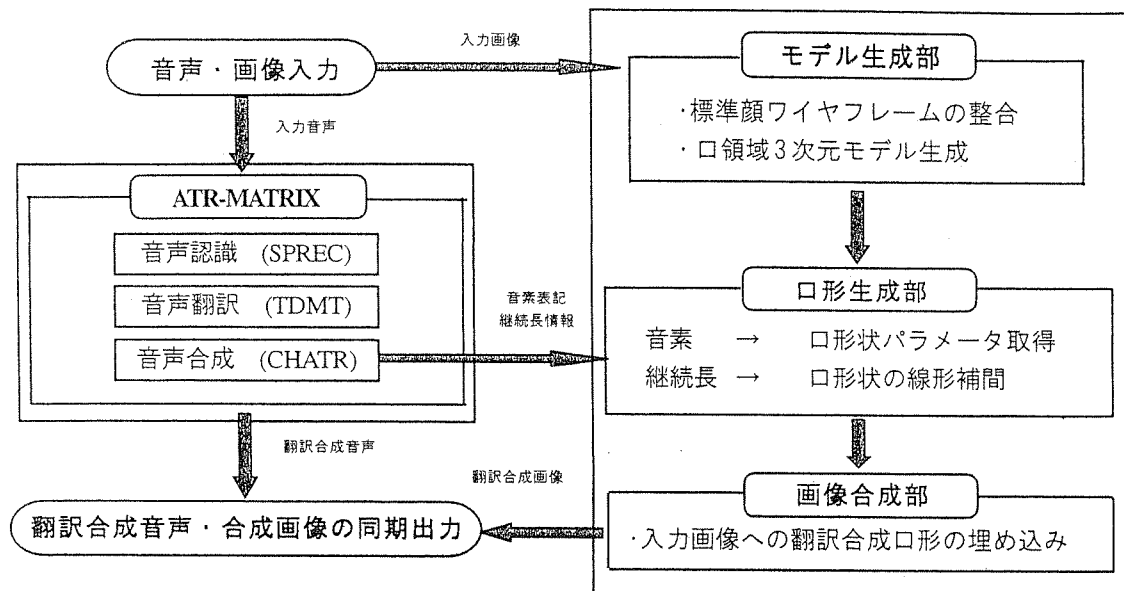 音声・画像入力
入力画像
入力音声
ATR-MATRIX
音声認識 (SPREC)
音声翻訳 (TDMT)
音声合成 (CHATR)
音素表記
継続長情報
翻訳合成音声
翻訳合成画像
翻訳合成音声・合成画像の同期出力
モデル生成部
・標準顔ワイヤフレームの整合
・口領域3次元モデル生成
口形生成部
音素 → 口形状パラメータ取得
継続長 → 口形状の線形補間
画像合成部
・入力画像への翻訳合成口形の埋め込み